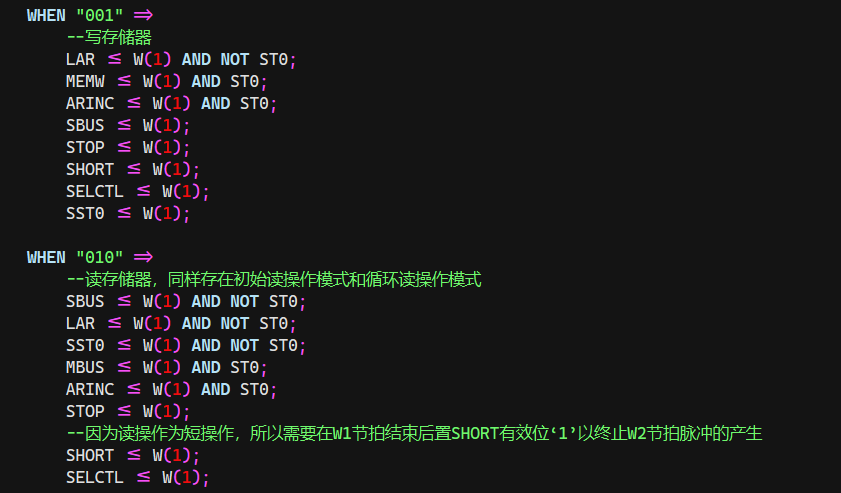 WHEN "001" =>
--写存储器
LAR <= W(1) AND NOT ST0;
MEMW <= W(1) AND ST0;
ARINC <= W(1) AND ST0;
SBUS <= W(1);
STOP <= W(1);
SHORT <= W(1);
SELCTL <= W(1);
SST0 <= W(1);
WHEN "010" =>
--读存储器，同样存在初始读操作模式和循环读操作模式
SBUS <= W(1) AND NOT ST0;
LAR <= W(1) AND NOT ST0;
SST0 <= W(1) AND NOT ST0;
MBUS <= W(1) AND ST0;
ARINC <= W(1) AND ST0;
STOP <= W(1);
--因为读操作为短操作，所以需要在W1节拍结束后置SHORT有效位‘1’以终止W2节拍脉冲的产生
SHORT <= W(1);
SELCTL <= W(1);